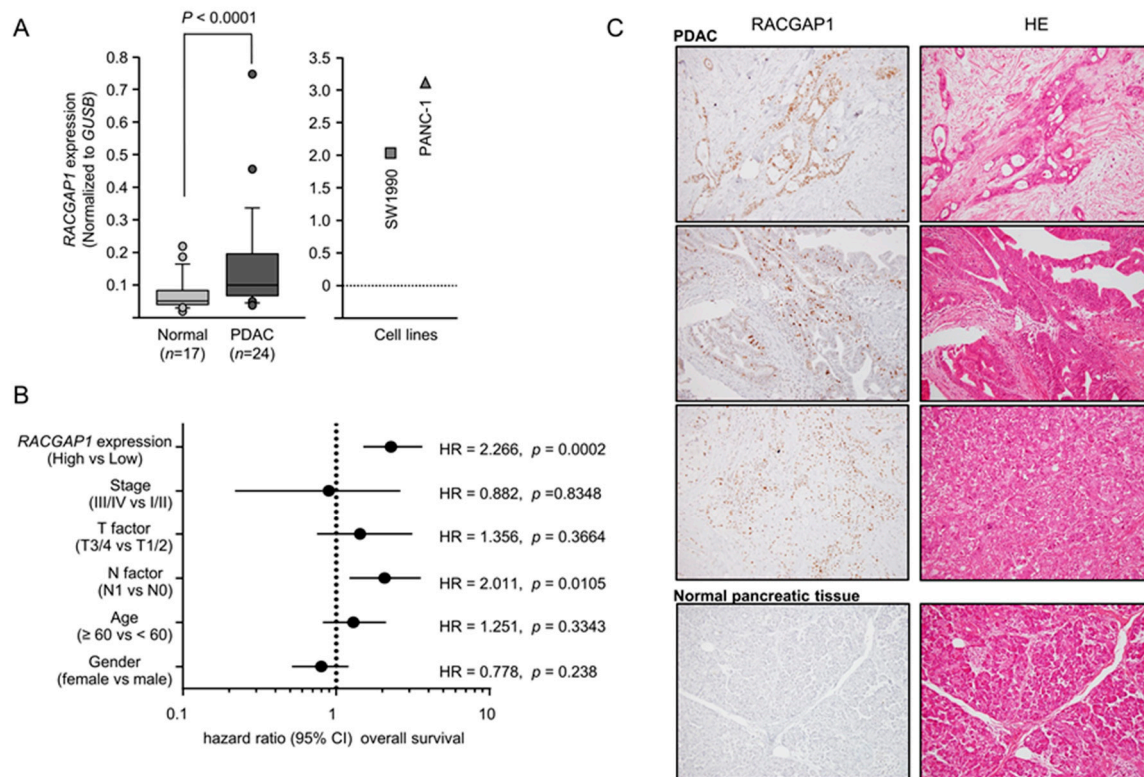 A
P < 0.0001
RACGAP1 expression
(Normalized to GUSB)
0.8
0.7
0.6
0.5
0.4
0.3
0.2
0.1
Normal
(n=17)
PDAC
(n=24)
3.5
3.0
2.5
2.0
1.5
1.0
0.5
0
SW1990
PANC-1
Cell lines
B
RACGAP1 expression
(High vs Low)
HR = 2.266, p = 0.0002
Stage
(III/IV vs I/II)
HR = 0.882, p =0.8348
T factor
(T3/4 vs T1/2)
HR = 1.356, p = 0.3664
N factor
(N1 vs N0)
HR = 2.011, p = 0.0105
Age
(≥ 60 vs < 60)
HR = 1.251, p = 0.3343
Gender
(female vs male)
HR = 0.778, p = 0.238
0.1
1
10
hazard ratio (95% CI) overall survival
C
RACGAP1
HE
PDAC
Normal pancreatic tissue